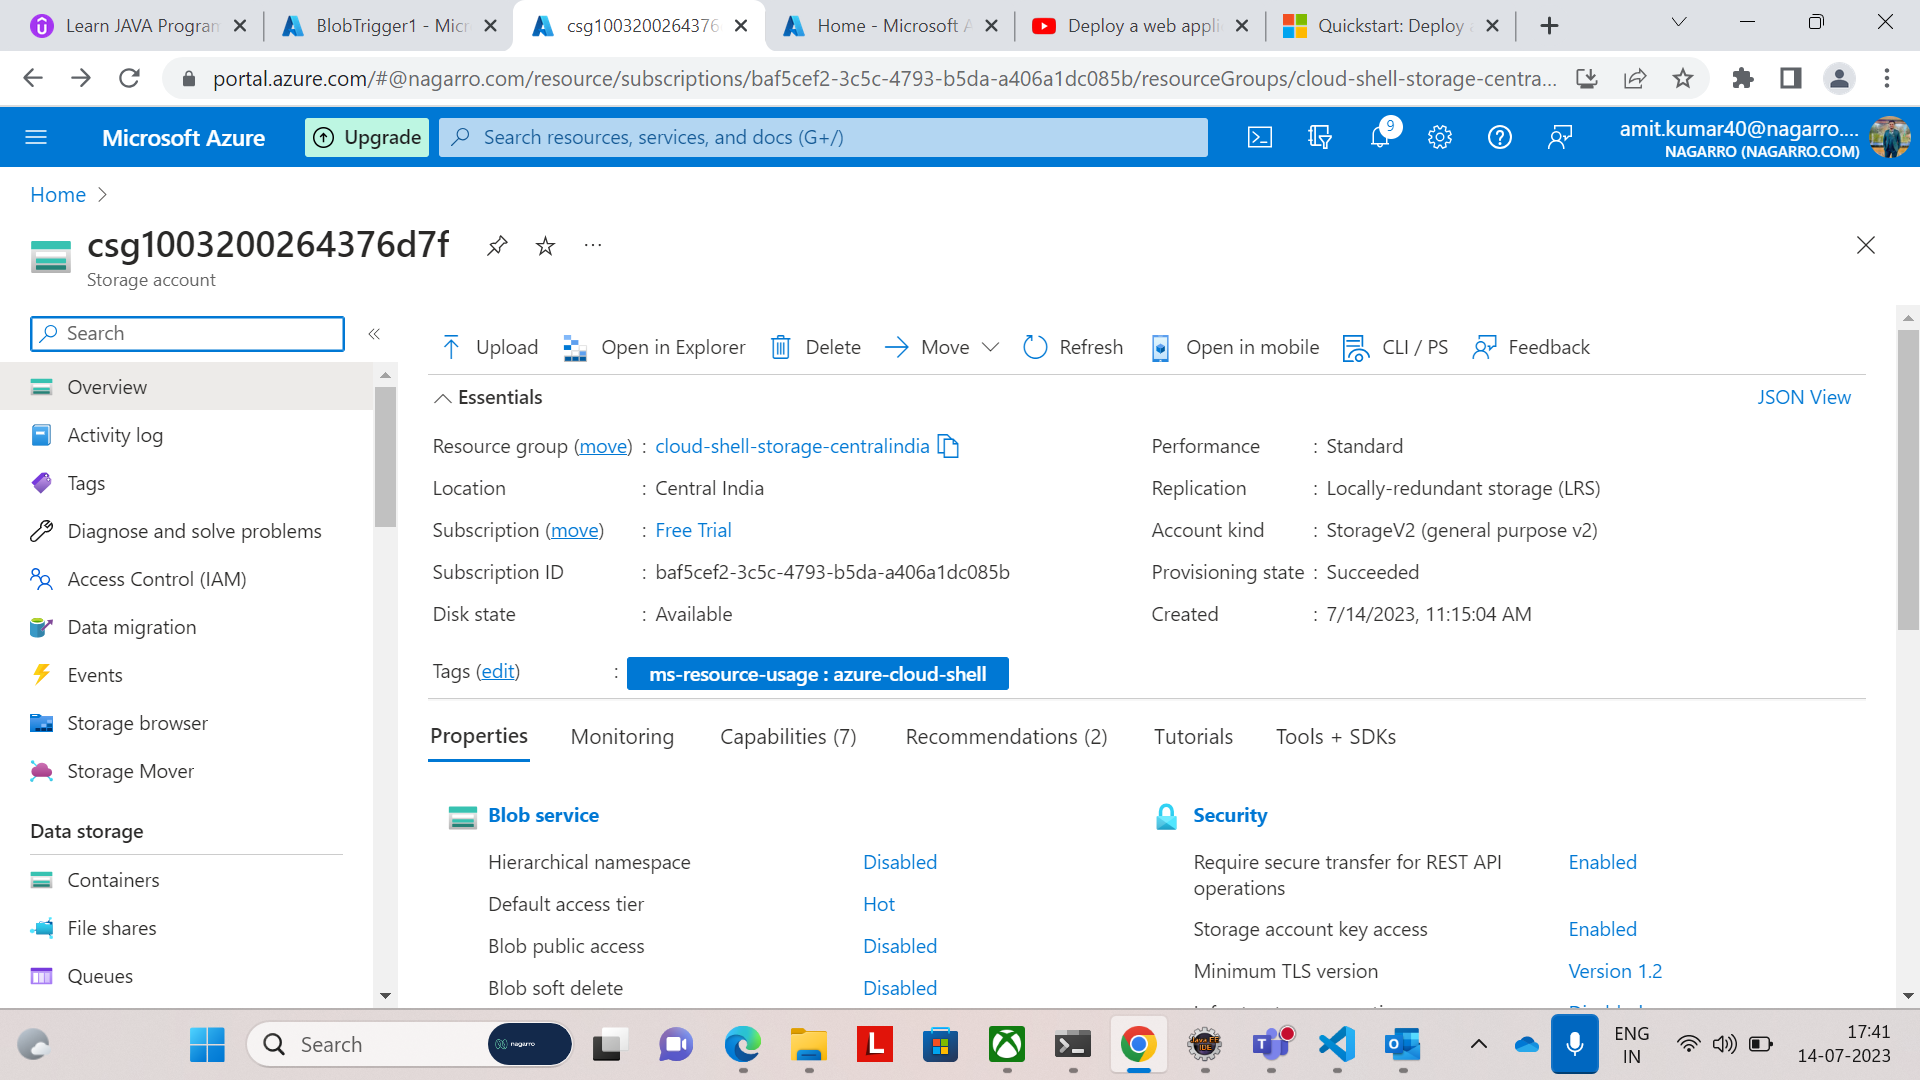 Learn JAVA Program
BlobTrigger1 - Micr
csg1003200264376
Home - Microsoft A
Deploy a web appli
Quickstart: Deploy
portal.azure.com/#@nagarro.com/resource/subscriptions/baf5cef2-3c5c-4793-b5da-a406a1dc085b/resourceGroups/cloud-shell-storage-centra...
Microsoft Azure
Upgrade
Search resources, services, and docs (G+/)
9
amit.kumar40@nagarro....
NAGARRO (NAGARRO.COM)
Home
csg1003200264376d7f
Storage account
Search
Upload
Open in Explorer
Delete
Move
Refresh
Open in mobile
CLI / PS
Feedback
Overview
Activity log
Tags
Diagnose and solve problems
Access Control (IAM)
Data migration
Events
Storage browser
Storage Mover
Data storage
Containers
File shares
Queues
Essentials
JSON View
Resource group (move) : cloud-shell-storage-centralindia
Location : Central India
Subscription (move) : Free Trial
Subscription ID : baf5cef2-3c5c-4793-b5da-a406a1dc085b
Disk state : Available
Performance : Standard
Replication : Locally-redundant storage (LRS)
Account kind : StorageV2 (general purpose v2)
Provisioning state : Succeeded
Created : 7/14/2023, 11:15:04 AM
Tags (edit) : ms-resource-usage : azure-cloud-shell
Properties
Monitoring
Capabilities (7)
Recommendations (2)
Tutorials
Tools + SDKs
Blob service
Hierarchical namespace Disabled
Default access tier Hot
Blob public access Disabled
Blob soft delete Disabled
Security
Require secure transfer for REST API
operations Enabled
Storage account key access Enabled
Minimum TLS version Version 1.2
Search
nagarro
ENG
IN
17:41
14-07-2023